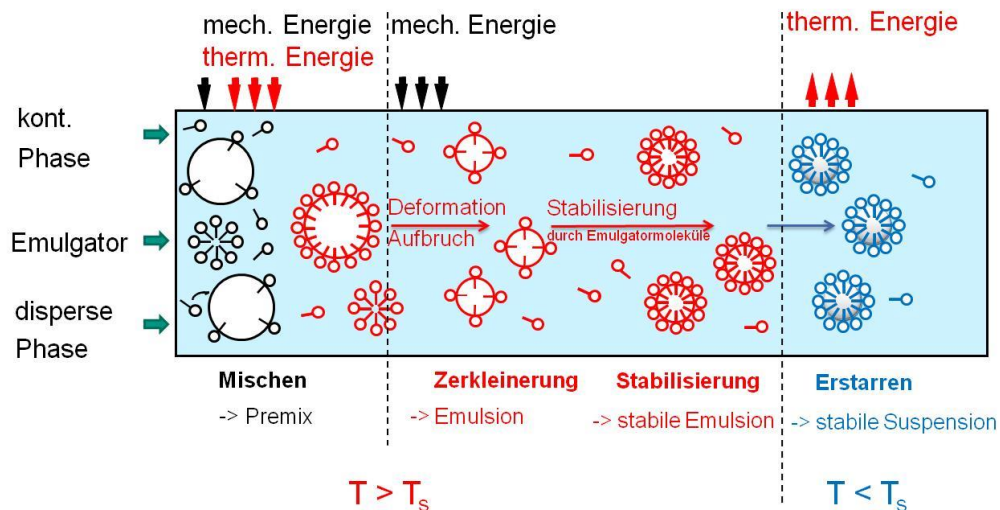 mech. Energie
therm. Energie
mech. Energie
therm. Energie
kont.
Phase
Emulgator
disperse
Phase
Deformation
Aufbruch
Stabilisierung
durch Emulgatormoleküle
Mischen
-> Premix
Zerkleinerung
-> Emulsion
Stabilisierung
-> stabile Emulsion
Erstarren
-> stabile Suspension
T > Ts
T < Ts